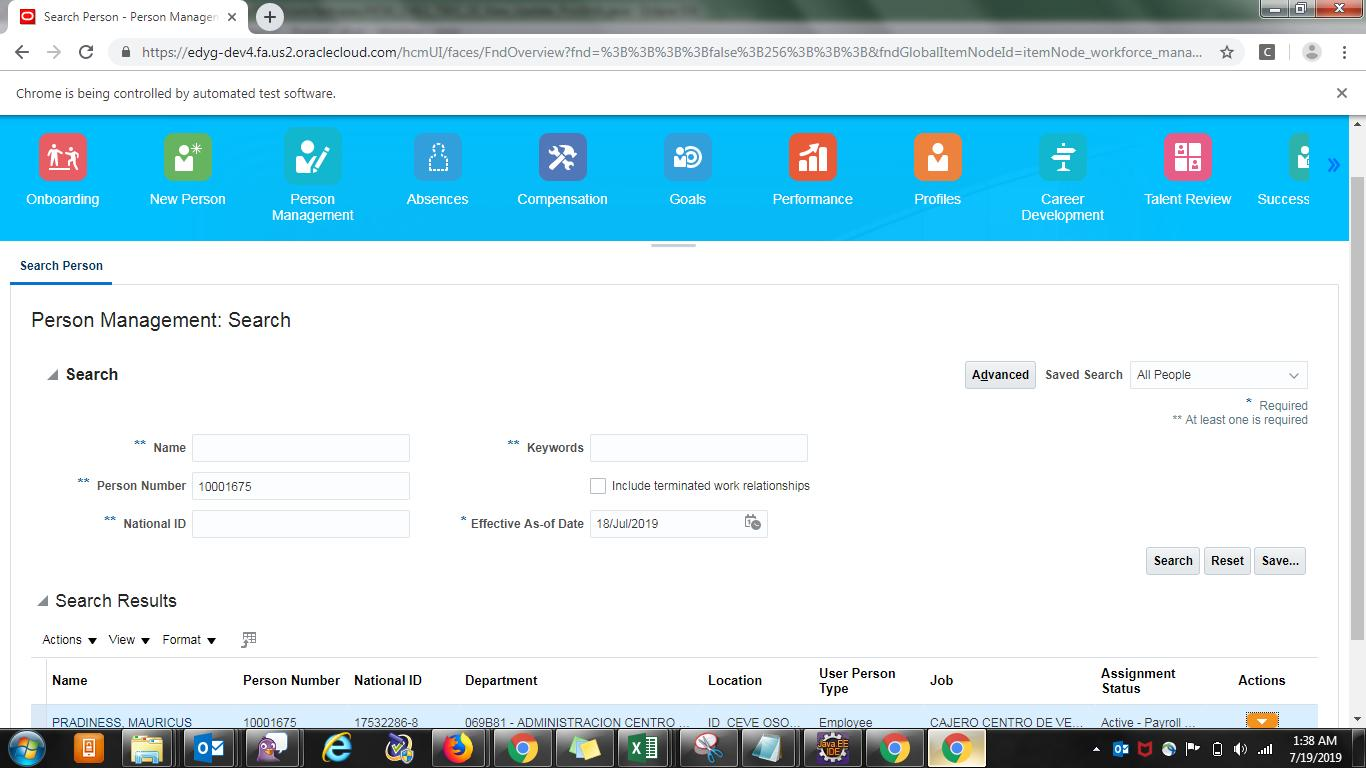 Search Person - Person Managem
https://edyg-dev4.fa.us2.oraclecloud.com/hcmUI/faces/FndOverview?fnd=%3B%3B%3B%3Bfalse%3B256%3B%3B%3B&fndGlobalItemNodeId=itemNode_workforce_mana...
Chrome is being controlled by automated test software.
Onboarding
New Person
Person Management
Absences
Compensation
Goals
Performance
Profiles
Career Development
Talent Review
Success
Search Person
Person Management: Search
Search
Advanced Saved Search All People
* Required
** At least one is required
** Name
** Keywords
** Person Number 10001675
Include terminated work relationships
** National ID
* Effective As-of Date 18/Jul/2019
Search Reset Save...
Search Results
Actions View Format
Name Person Number National ID Department Location User Person Type Job Assignment Status Actions
PRADINESS, MAURICUS 10001675 17532286-8 069B81 - ADMINISTRACION CENTRO ... ID_CEVE OSO... Employee CAJERO CENTRO DE VE... Active - Payroll ...
Java EE IDE
1:38 AM
7/19/2019